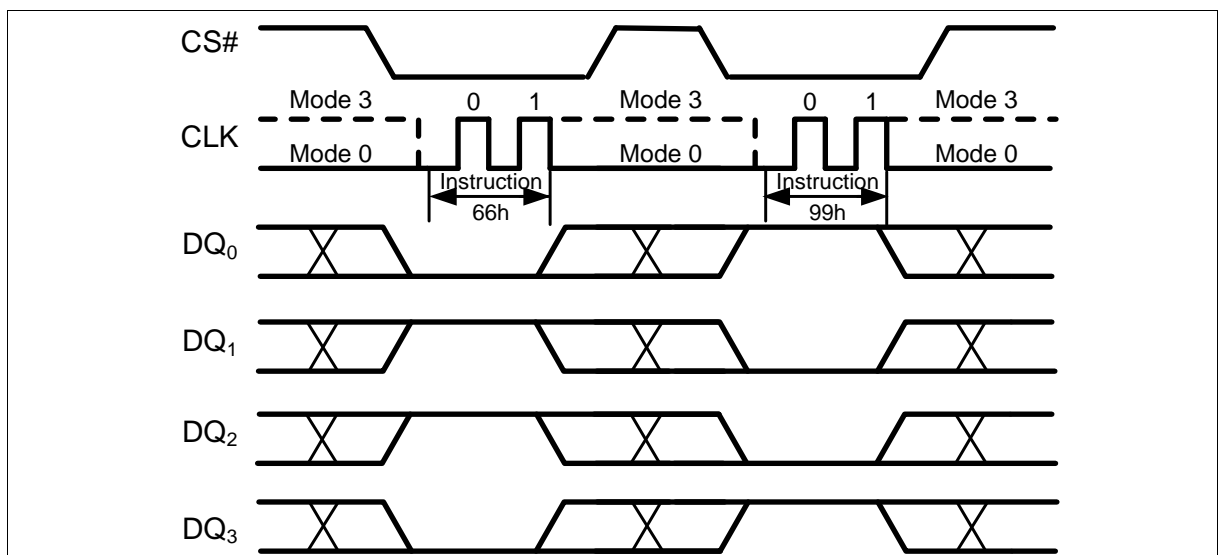 CS#
Mode 3 0 1 Mode 3 0 1 Mode 3
CLK
Mode 0 Mode 0 Mode 0
Instruction Instruction
66h 99h
DQ0
DQ1
DQ2
DQ3